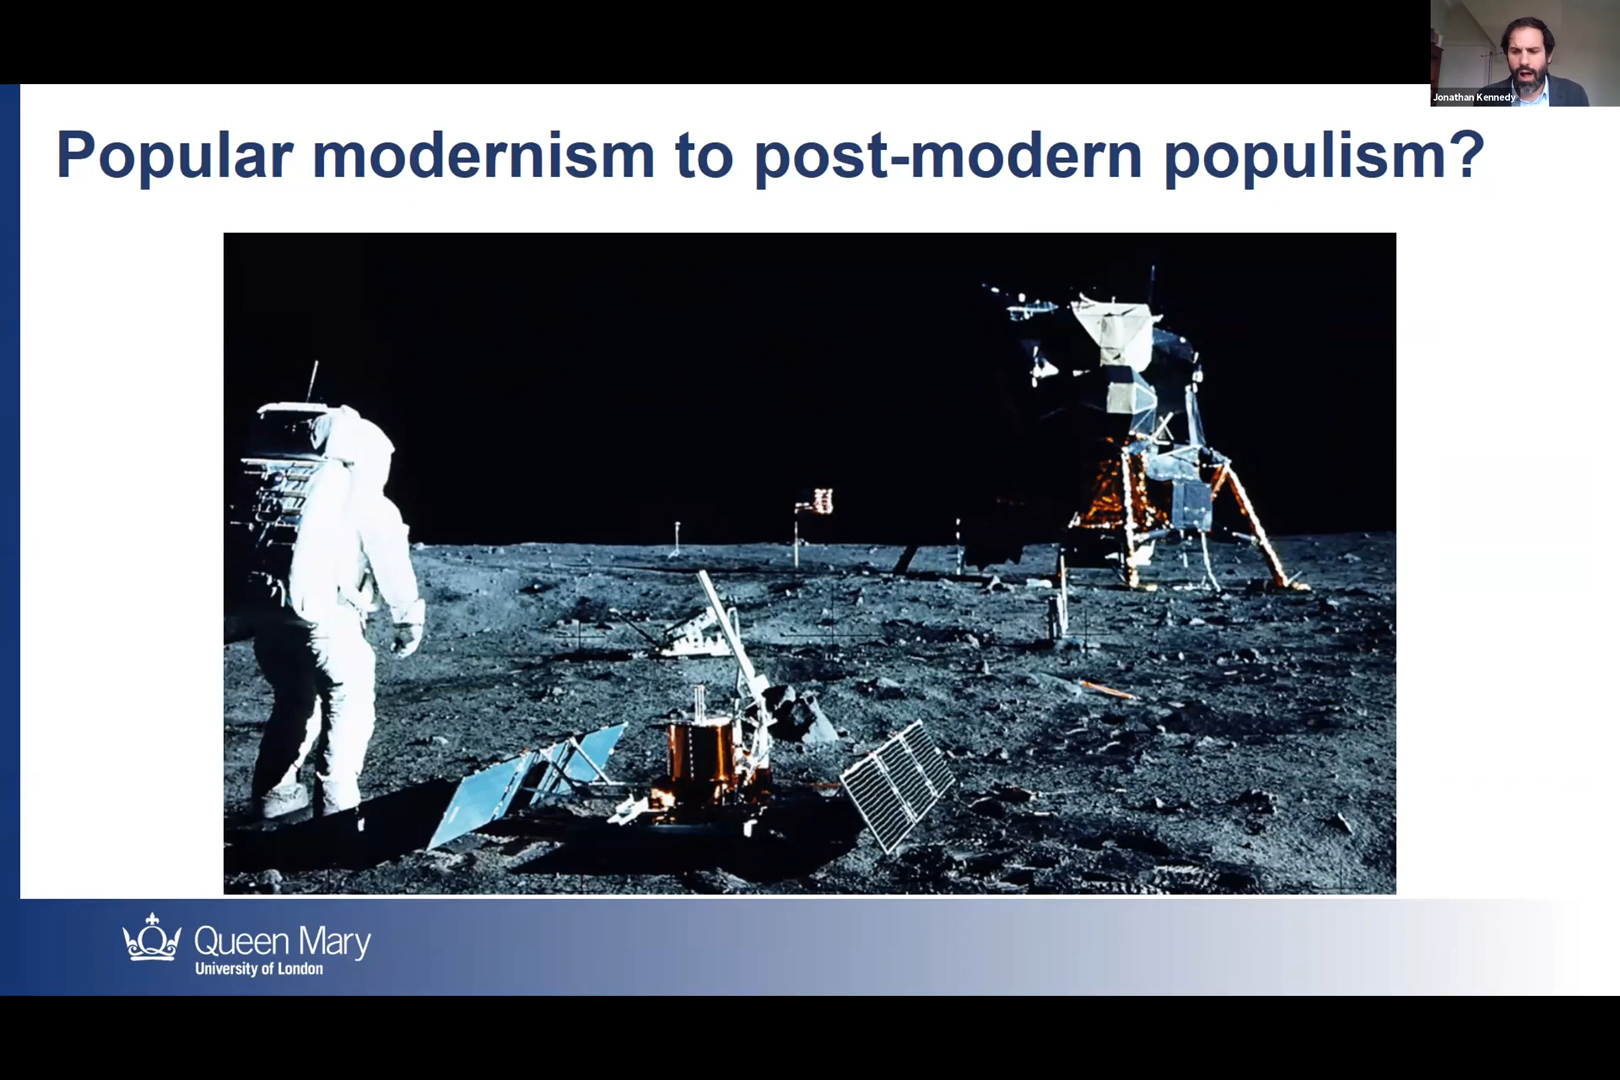 Jonathan Kennedy
Popular modernism to post-modern populism?
Queen Mary
University of London